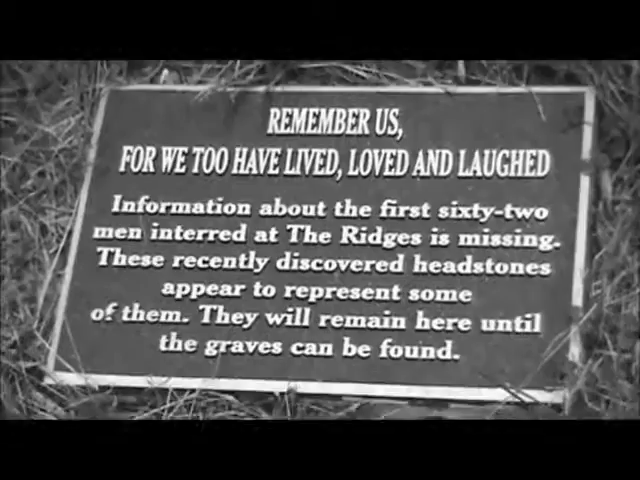 REMEMBER US,
FOR WE TOO HAVE LIVED, LOVED AND LAUGHED
Information about the first sixty-two
men interred at The Ridges is missing.
These recently discovered headstones
appear to represent some
of them. They will remain here until
the graves can be found.